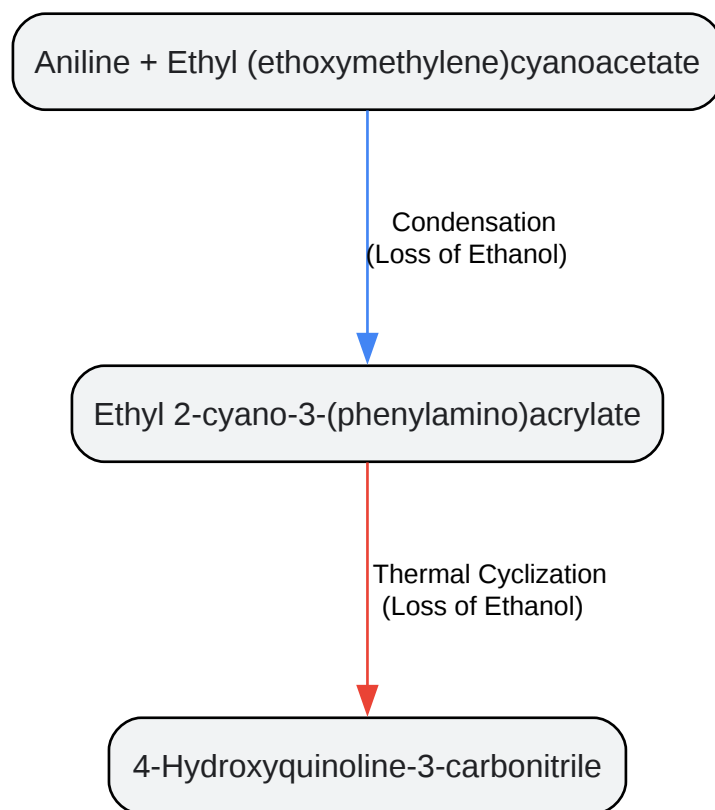 Aniline + Ethyl (ethoxymethylene)cyanoacetate
Condensation
(Loss of Ethanol)
Ethyl 2-cyano-3-(phenylamino)acrylate
Thermal Cyclization
(Loss of Ethanol)
4-Hydroxyquinoline-3-carbonitrile